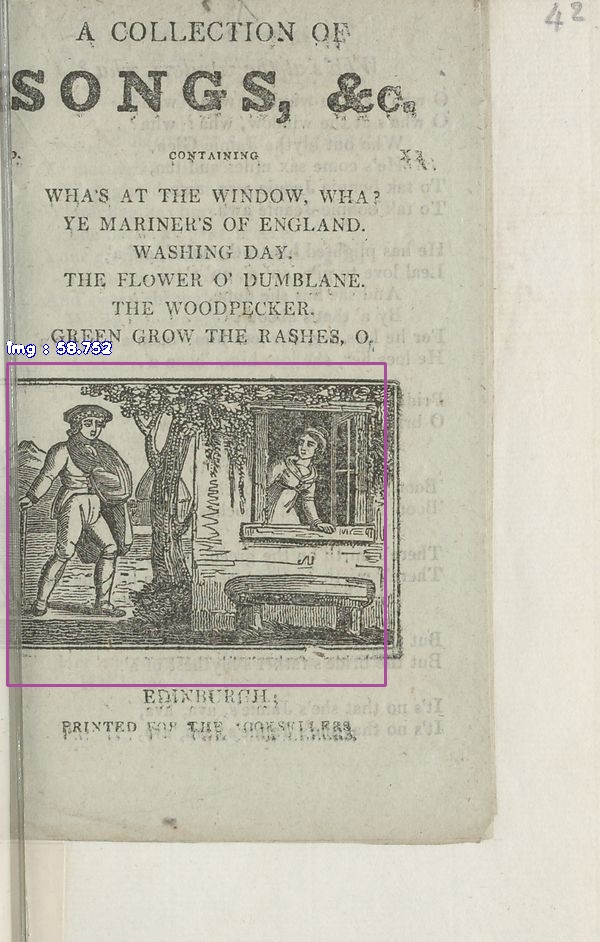 42
A COLLECTION OF
SONGS, &c.
CONTAINING
WHA'S AT THE WINDOW, WHA?
YE MARINER'S OF ENGLAND.
WASHING DAY.
THE FLOWER O' DUMBLANE.
THE WOODPECKER.
GREEN GROW THE RASHES, O.
img : 58.752
EDINBURGH;
PRINTED FOR THE BOOKSELLERS.